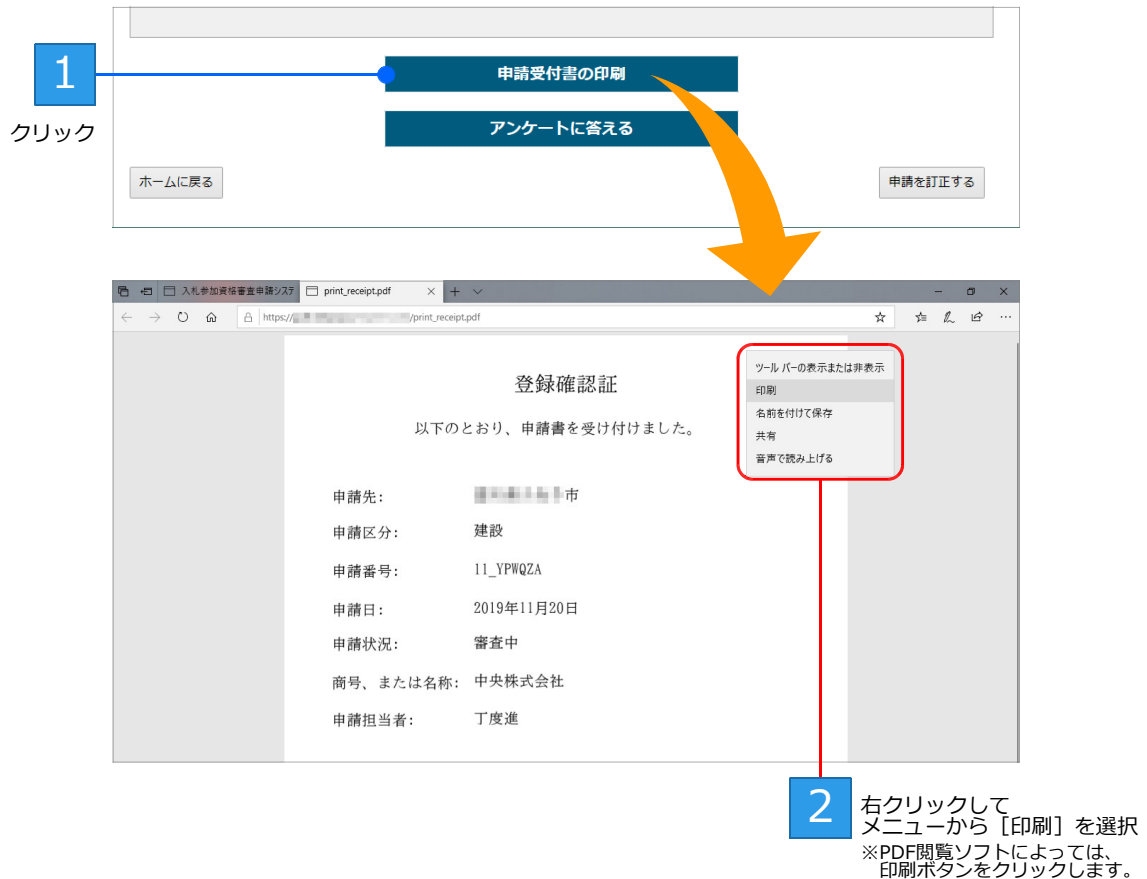 1
クリック
申請受付書の印刷
アンケートに答える
ホームに戻る
申請を訂正する
入札参加資格審査申請システ
print_receipt.pdf
https://
/print_receipt.pdf
登録確認証
以下のとおり、申請書を受け付けました。
申請先:
市
申請区分: 建設
申請番号: 11_YPWQZA
申請日: 2019年11月20日
申請状況: 審査中
商号、または名称: 中央株式会社
申請担当者: 丁度進
ツール バーの表示または非表示
印刷
名前を付けて保存
共有
音声で読み上げる
2
右クリックして
メニューから［印刷］を選択
※PDF閲覧ソフトによっては、
印刷ボタンをクリックします。